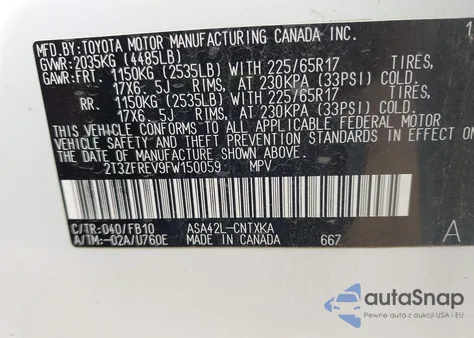 MFD.BY:TOYOTA MOTOR MANUFACTURING CANADA INC.
GVWR:2035KG (4485LB)
GAWR:FRT. 1150KG (2535LB) WITH 225/65R17 TIRES,
17X6.5J RIMS, AT 230KPA (33PSI) COLD.
RR. 1150KG (2535LB) WITH 225/65R17 TIRES,
17X6.5J RIMS, AT 230KPA (33PSI) COLD.
THIS VEHICLE CONFORMS TO ALL APPLICABLE FEDERAL MOTOR
VEHICLE SAFETY AND THEFT PREVENTION STANDARDS IN EFFECT ON
THE DATE OF MANUFACTURE SHOWN ABOVE.
2T3ZFREV9FW150059 MPV
C/TR:040/FB10 ASA42L-CNTXKA
A/TM:-02A/U760E MADE IN CANADA 667
A
autoSnap
Pewne auta z aukcji USA i EU